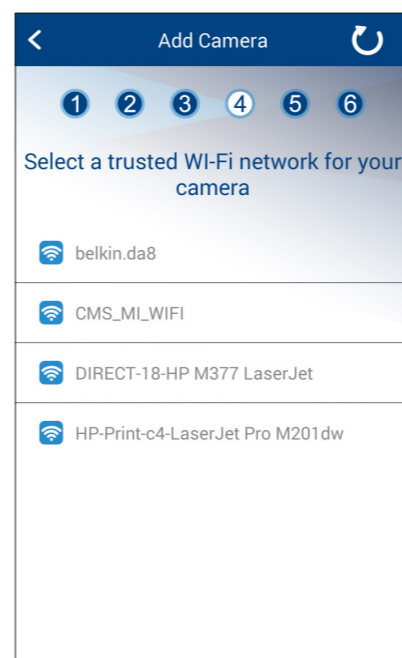 Add Camera
1 2 3 4 5 6
Select a trusted WI-Fi network for your
camera
belkin.da8
CMS_MI_WIFI
DIRECT-18-HP M377 LaserJet
HP-Print-c4-LaserJet Pro M201dw